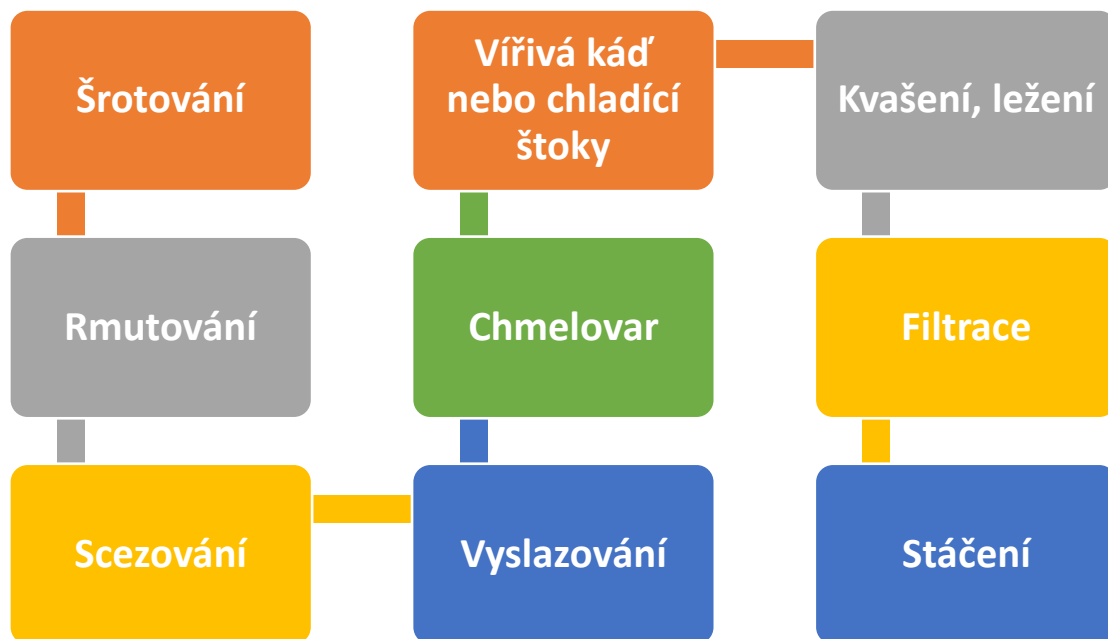 Šrotování
Rmutování
Scezování
Vyslazování
Chmelovar
Vířivá káď
nebo chladící
štoky
Kvašení, ležení
Filtrace
Stáčení